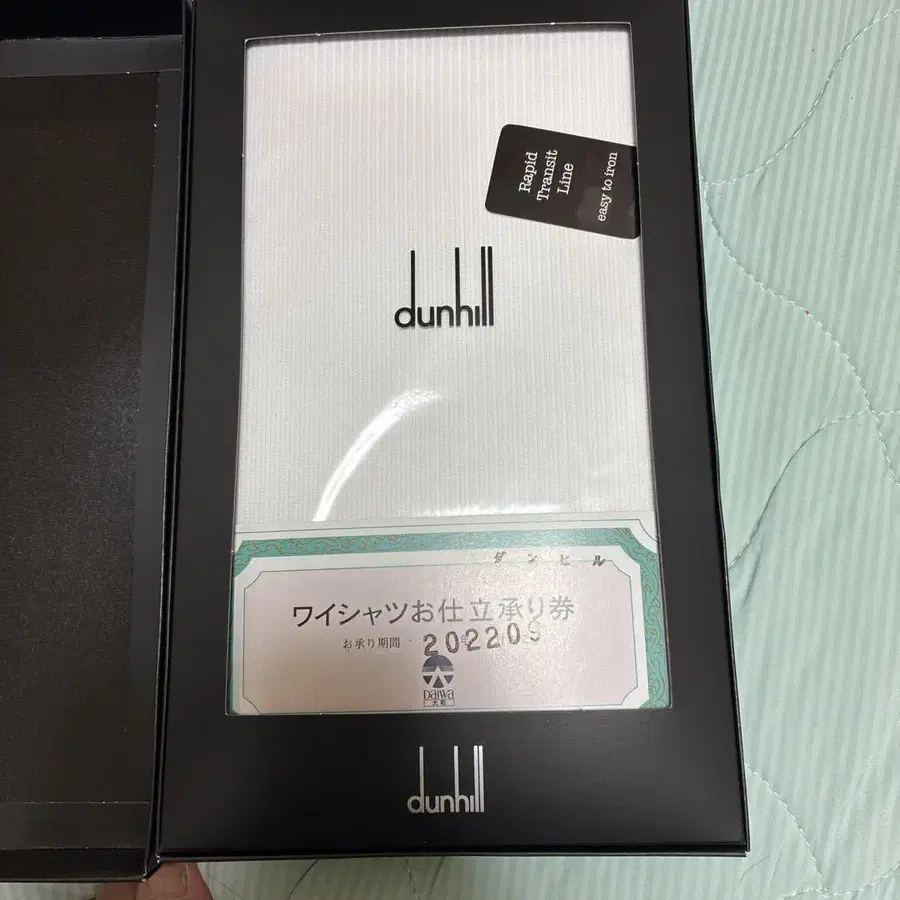 Rapid
Transit
Line
easy to iron
dunhill
ダンヒル
ワイシャツお仕立承り券
お承り期間
202209
Daiwa
大和
dunhill